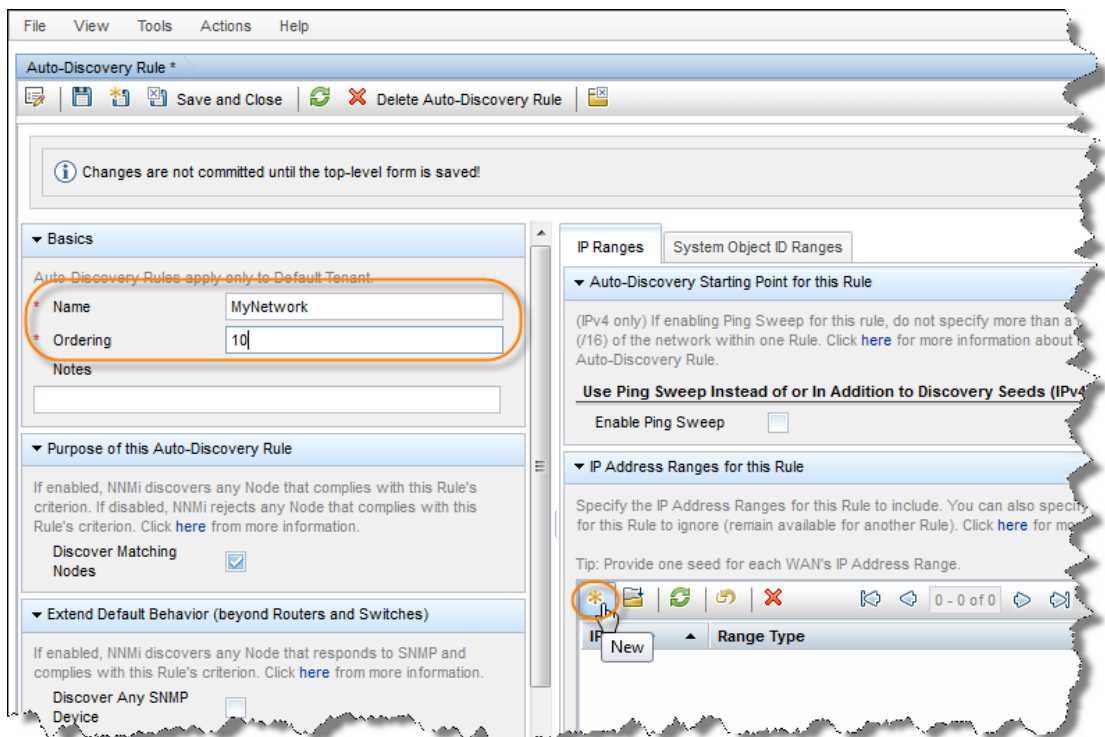 File View Tools Actions Help
Auto-Discovery Rule *
Save and Close Delete Auto-Discovery Rule
Changes are not committed until the top-level form is saved!
Basics
Auto-Discovery Rules apply only to Default Tenant.
* Name MyNetwork
* Ordering 10
Notes
Purpose of this Auto-Discovery Rule
If enabled, NNMi discovers any Node that complies with this Rule's
criterion. If disabled, NNMi rejects any Node that complies with this
Rule's criterion. Click here from more information.
Discover Matching
Nodes
Extend Default Behavior (beyond Routers and Switches)
If enabled, NNMi discovers any Node that responds to SNMP and
complies with this Rule's criterion. Click here from more information.
Discover Any SNMP
Device
IP Ranges System Object ID Ranges
Auto-Discovery Starting Point for this Rule
(IPv4 only) If enabling Ping Sweep for this rule, do not specify more than a
(/16) of the network within one Rule. Click here for more information about
Auto-Discovery Rule.
Use Ping Sweep Instead of or In Addition to Discovery Seeds (IPv4
Enable Ping Sweep
IP Address Ranges for this Rule
Specify the IP Address Ranges for this Rule to include. You can also specify
for this Rule to ignore (remain available for another Rule). Click here for
Tip: Provide one seed for each WAN's IP Address Range.
0 - 0 of 0
IP Range Type
New